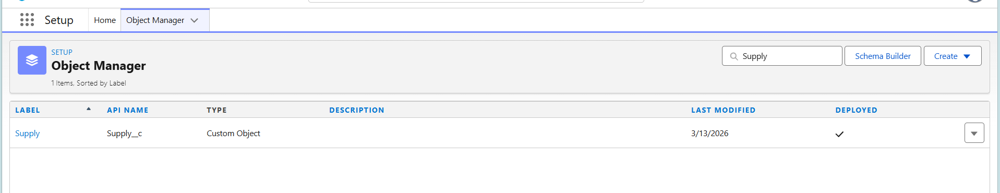 Setup Home Object Manager
SETUP
Object Manager
1 Items, Sorted by Label
Supply Schema Builder Create
LABEL API NAME TYPE DESCRIPTION LAST MODIFIED DEPLOYED
Supply Supply__c Custom Object 3/13/2026